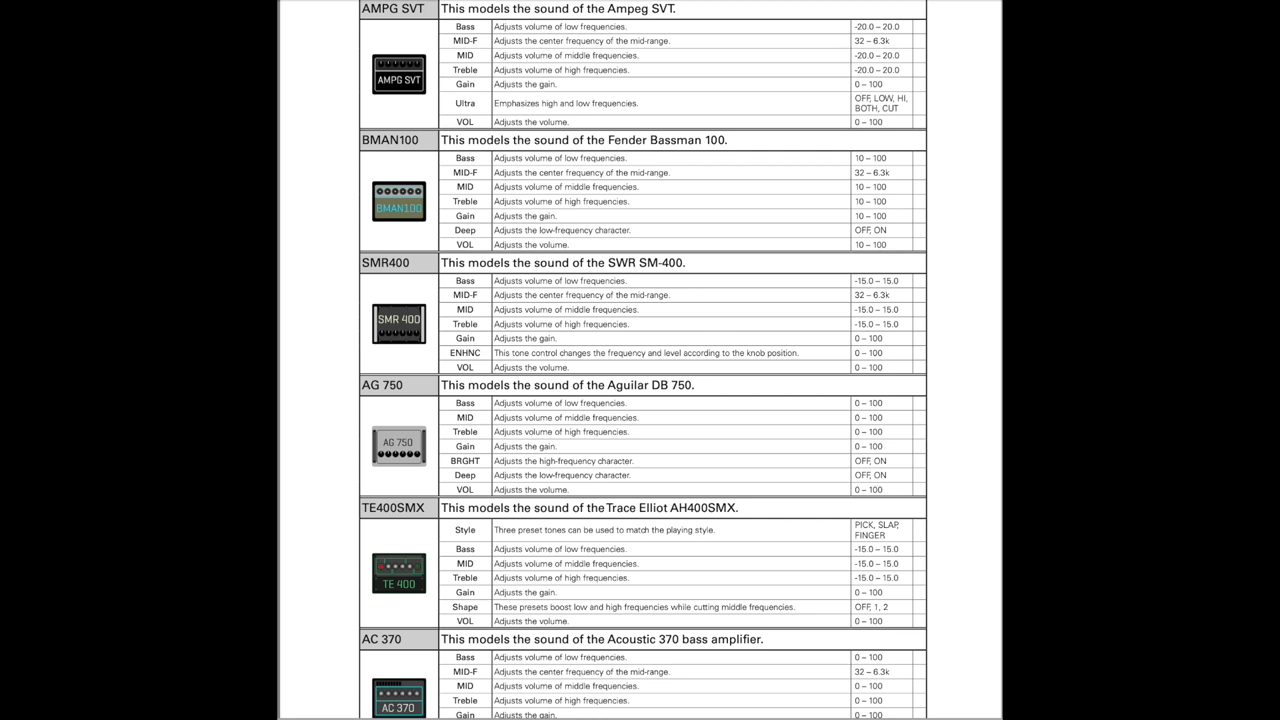 AMPG SVT This models the sound of the Ampeg SVT.
AMPG SVT
Bass Adjusts volume of low frequencies. -20.0 – 20.0
MID-F Adjusts the center frequency of the mid-range. 32 – 6.3k
MID Adjusts volume of middle frequencies. -20.0 – 20.0
Treble Adjusts volume of high frequencies. -20.0 – 20.0
Gain Adjusts the gain. 0 – 100
Ultra Emphasizes high and low frequencies. OFF, LOW, HI,
BOTH, CUT
VOL Adjusts the volume. 0 – 100
BMAN100 This models the sound of the Fender Bassman 100.
BMAN100
Bass Adjusts volume of low frequencies. 10 – 100
MID-F Adjusts the center frequency of the mid-range. 32 – 6.3k
MID Adjusts volume of middle frequencies. 10 – 100
Treble Adjusts volume of high frequencies. 10 – 100
Gain Adjusts the gain. 10 – 100
Deep Adjusts the low-frequency character. OFF, ON
VOL Adjusts the volume. 10 – 100
SMR400 This models the sound of the SWR SM-400.
SMR 400
Bass Adjusts volume of low frequencies. -15.0 – 15.0
MID-F Adjusts the center frequency of the mid-range. 32 – 6.3k
MID Adjusts volume of middle frequencies. -15.0 – 15.0
Treble Adjusts volume of high frequencies. -15.0 – 15.0
Gain Adjusts the gain. 0 – 100
ENHNC This tone control changes the frequency and level according to the knob position. 0 – 100
VOL Adjusts the volume. 0 – 100
AG 750 This models the sound of the Aguilar DB 750.
AG 750
Bass Adjusts volume of low frequencies. 0 – 100
MID Adjusts volume of middle frequencies. 0 – 100
Treble Adjusts volume of high frequencies. 0 – 100
Gain Adjusts the gain. 0 – 100
BRGHT Adjusts the high-frequency character. OFF, ON
Deep Adjusts the low-frequency character. OFF, ON
VOL Adjusts the volume. 0 – 100
TE400SMX This models the sound of the Trace Elliot AH400SMX.
TE 400
Style Three preset tones can be used to match the playing style. PICK, SLAP,
FINGER
Bass Adjusts volume of low frequencies. -15.0 – 15.0
MID Adjusts volume of middle frequencies. -15.0 – 15.0
Treble Adjusts volume of high frequencies. -15.0 – 15.0
Gain Adjusts the gain. 0 – 100
Shape These presets boost low and high frequencies while cutting middle frequencies. OFF, 1, 2
VOL Adjusts the volume. 0 – 100
AC 370 This models the sound of the Acoustic 370 bass amplifier.
AC 370
Bass Adjusts volume of low frequencies. 0 – 100
MID-F Adjusts the center frequency of the mid-range. 32 – 6.3k
MID Adjusts volume of middle frequencies. 0 – 100
Treble Adjusts volume of high frequencies. 0 – 100
Gain Adjusts the gain. 0 – 100